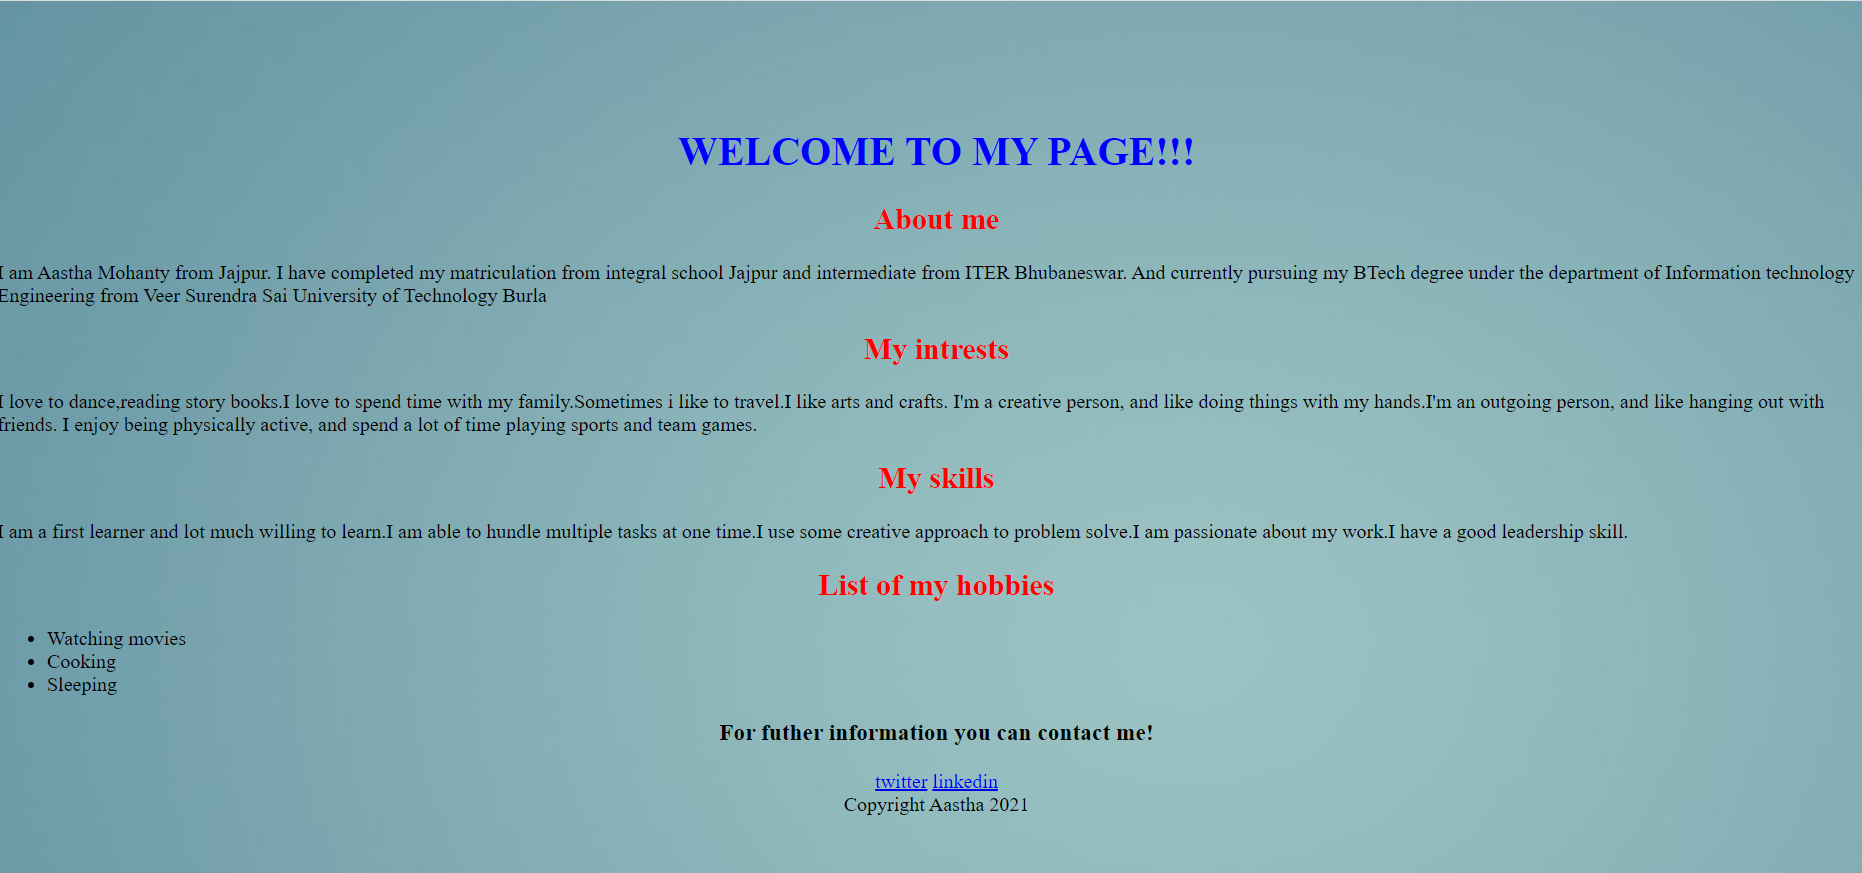 WELCOME TO MY PAGE!!!
About me
I am Aastha Mohanty from Jajpur. I have completed my matriculation from integral school Jajpur and intermediate from ITER Bhubaneswar. And currently pursuing my BTech degree under the department of Information technology
Engineering from Veer Surendra Sai University of Technology Burla
My intrests
I love to dance,reading story books.I love to spend time with my family.Sometimes i like to travel.I like arts and crafts. I'm a creative person, and like doing things with my hands.I'm an outgoing person, and like hanging out with
friends. I enjoy being physically active, and spend a lot of time playing sports and team games.
My skills
I am a first learner and lot much willing to learn.I am able to hundle multiple tasks at one time.I use some creative approach to problem solve.I am passionate about my work.I have a good leadership skill.
List of my hobbies
• Watching movies
• Cooking
• Sleeping
For futher information you can contact me!
twitter linkedin
Copyright Aastha 2021